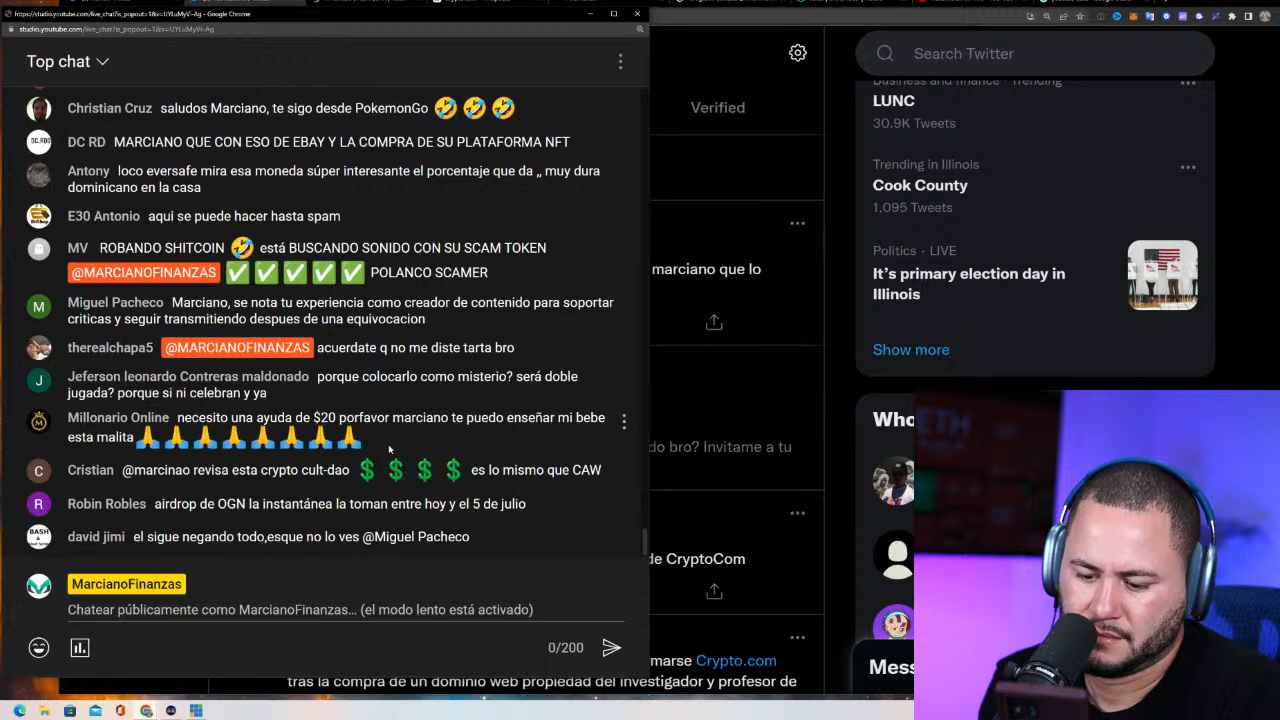 https://studio.youtube.com/live_chat?is_popout=1&v=UYLuMyVi-Ag - Google Chrome
studio.youtube.com/live_chat?is_popout=1&v=UYLuMyVi-Ag
Top chat
Christian Cruz saludos Marciano, te sigo desde PokemonGo 🤣 🤣 🤣
DC RD MARCIANO QUE CON ESO DE EBAY Y LA COMPRA DE SU PLATAFORMA NFT
Antony loco eversafe mira esa moneda súper interesante el porcentaje que da ,, muy dura
dominicano en la casa
E30 Antonio aqui se puede hacer hasta spam
MV ROBANDO SHITCOIN 🤣 está BUSCANDO SONIDO CON SU SCAM TOKEN
@MARCIANOFINANZAS ✅ ✅ ✅ ✅ ✅ POLANCO SCAMER
M Miguel Pacheco Marciano, se nota tu experiencia como creador de contenido para soportar
criticas y seguir transmitiendo despues de una equivocacion
therealchapa5 @MARCIANOFINANZAS acuerdate q no me diste tarta bro
J Jeferson leonardo Contreras maldonado porque colocarlo como misterio? será doble
jugada? porque si ni celebran y ya
Millonario Online necesito una ayuda de $20 porfavor marciano te puedo enseñar mi bebe
esta malita 🙏 🙏 🙏 🙏 🙏 🙏 🙏 🙏
C Cristian @marcinao revisa esta crypto cult-dao 💲 💲 💲 💲 es lo mismo que CAW
R Robin Robles airdrop de OGN la instantánea la toman entre hoy y el 5 de julio
david jimi el sigue negando todo,esque no lo ves @Miguel Pacheco
MarcianoFinanzas
Chatear públicamente como MarcianoFinanzas... (el modo lento está activado)
0/200
Verified
marciano que lo
do bro? Invitame a tu
de CryptoCom
marse Crypto.com
tras la compra de un dominio web propiedad del investigador y profesor de
Search Twitter
Business and finance · Trending
LUNC
30.9K Tweets
Trending in Illinois
Cook County
1,095 Tweets
Politics · LIVE
It's primary election day in
Illinois
Show more
Who
Mess